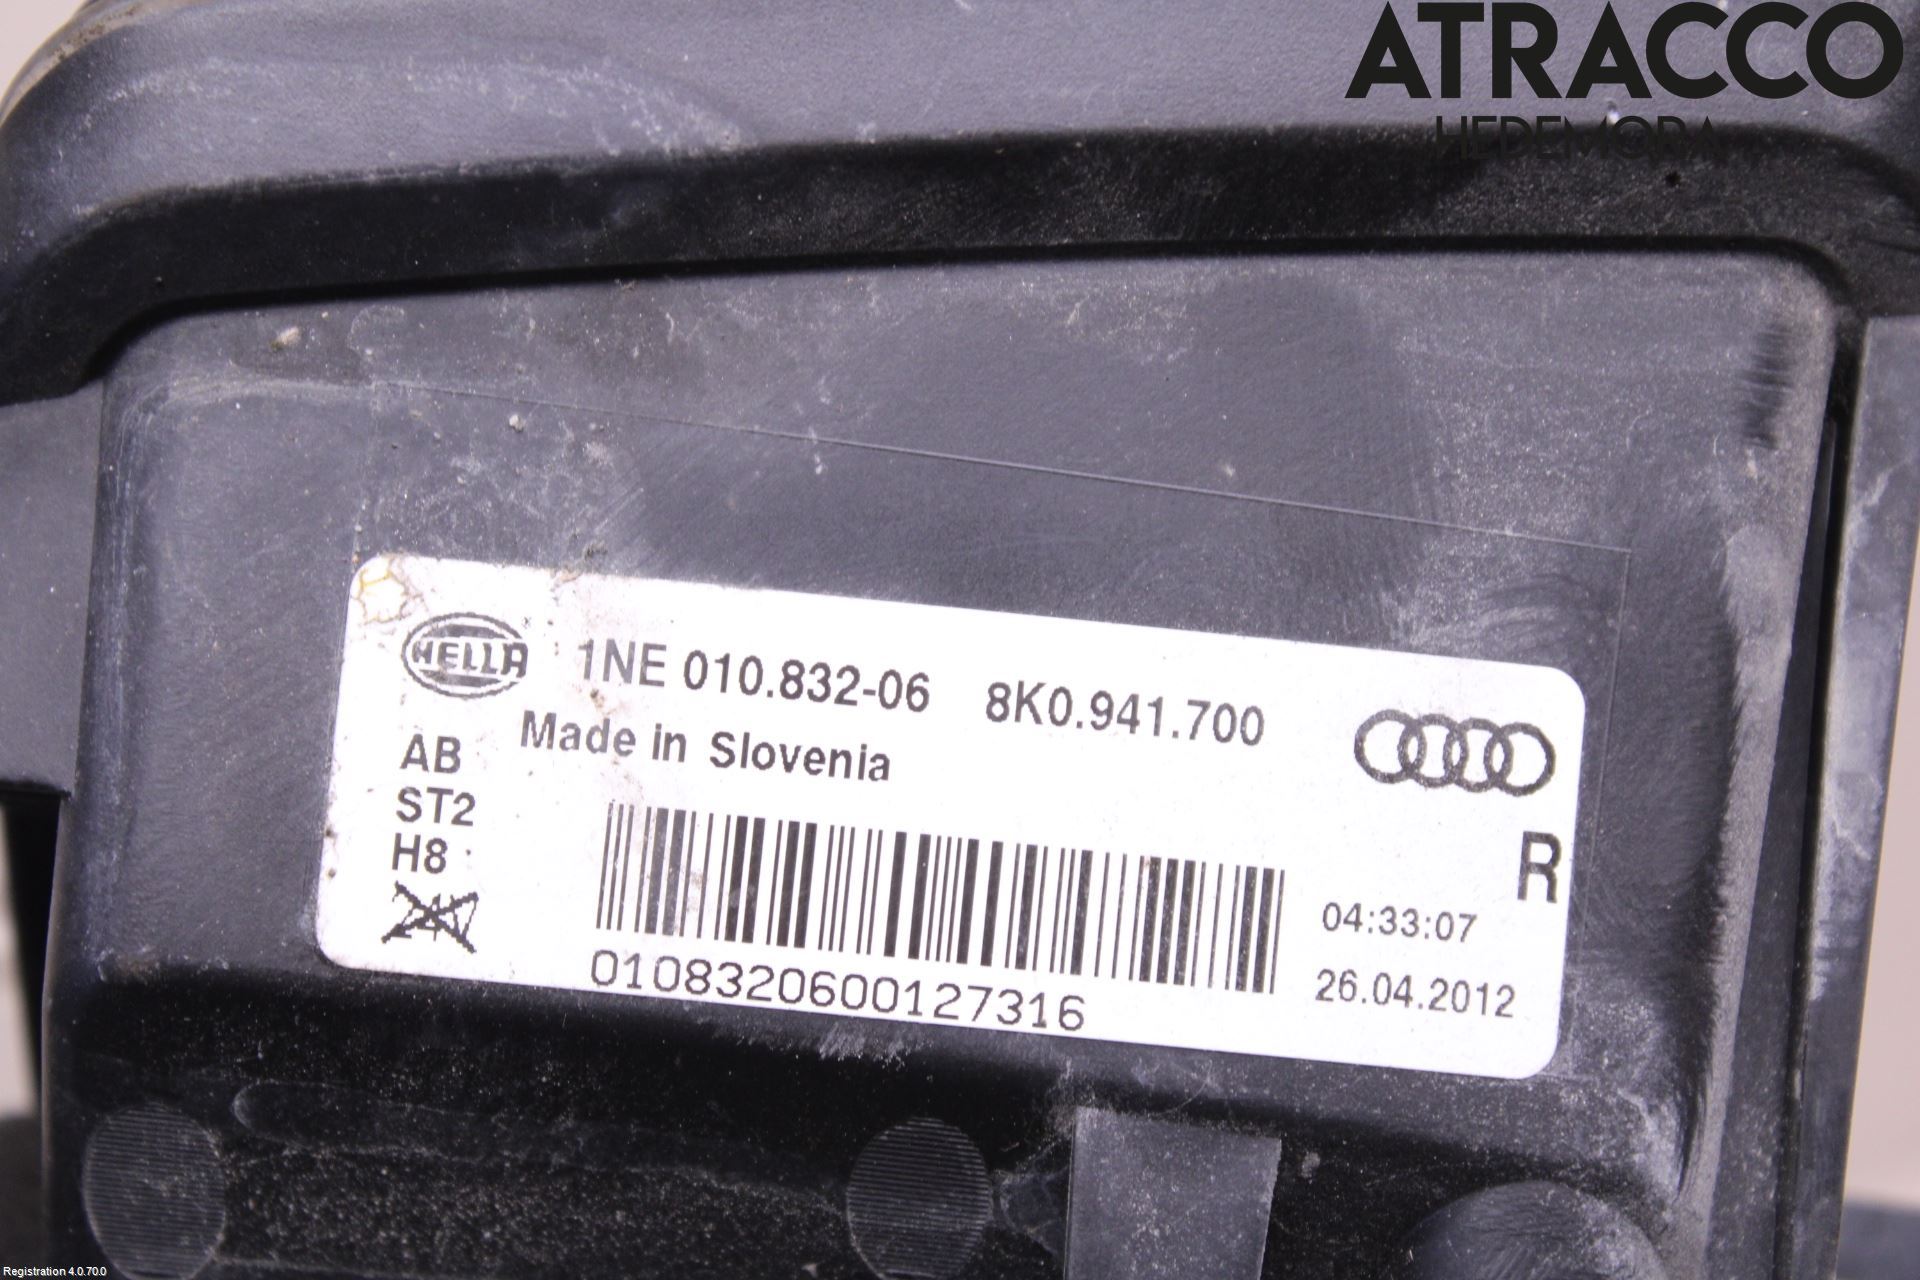 ATRACCO
HEDEMORA
HELLA
1NE 010.832-06 8K0.941.700
Made in Slovenia
AB
ST2
H8
24V
R
04:33:07
26.04.2012
0108320600127316
Registration 4.0.70.0